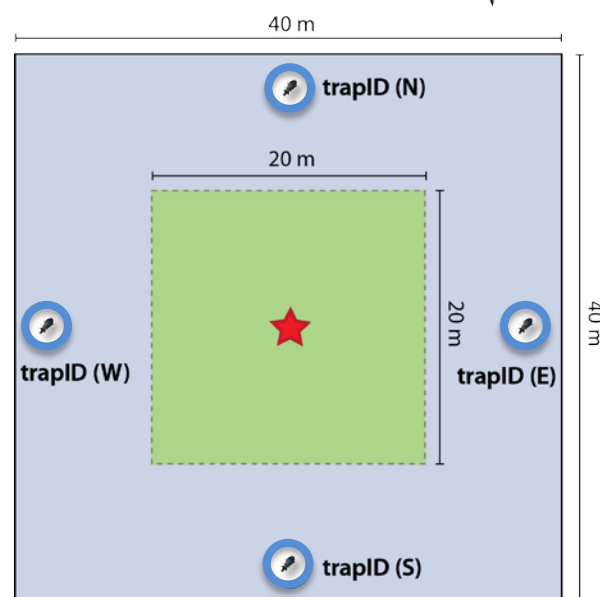 40 m
trapID (N)
20 m
20 m
40 m
trapID (W)
trapID (E)
trapID (S)